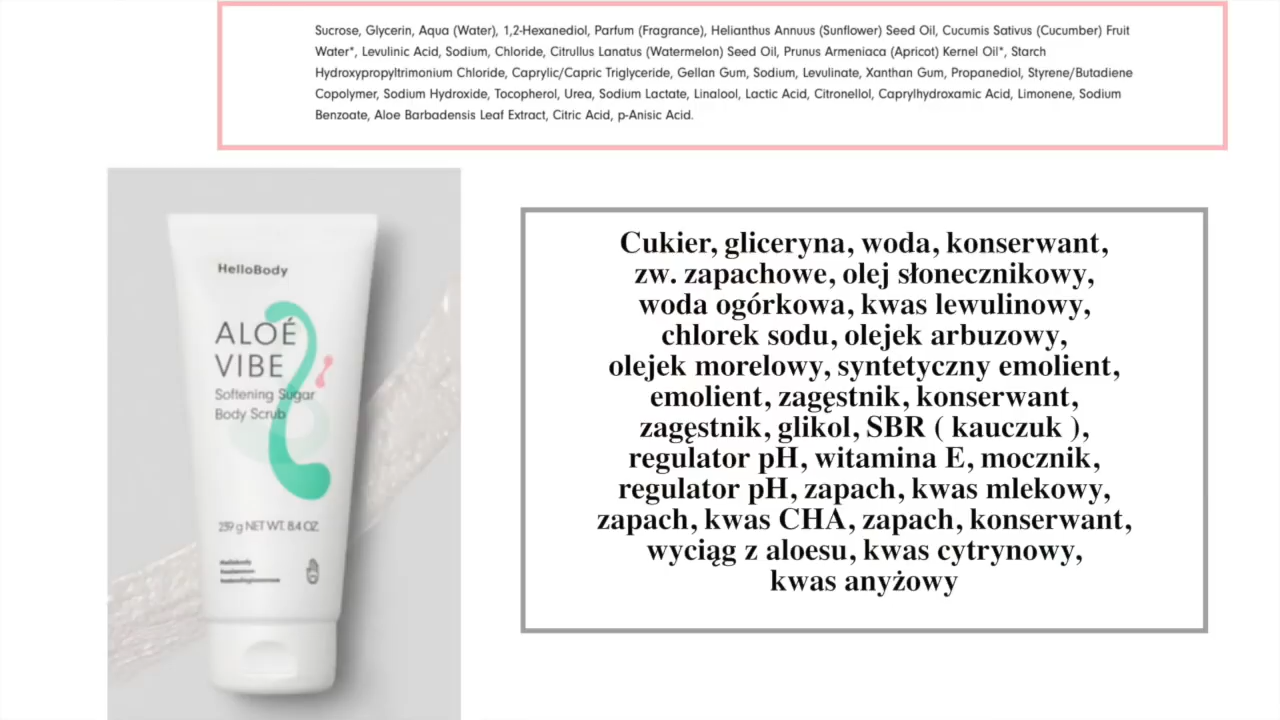 Sucrose, Glycerin, Aqua (Water), 1,2-Hexanediol, Parfum (Fragrance), Helianthus Annuus (Sunflower) Seed Oil, Cucumis Sativus (Cucumber) Fruit
Water*, Levulinic Acid, Sodium, Chloride, Citrullus Lanatus (Watermelon) Seed Oil, Prunus Armeniaca (Apricot) Kernel Oil*, Starch
Hydroxypropyltrimonium Chloride, Caprylic/Capric Triglyceride, Gellan Gum, Sodium, Levulinate, Xanthan Gum, Propanediol, Styrene/Butadiene
Copolymer, Sodium Hydroxide, Tocopherol, Urea, Sodium Lactate, Linalool, Lactic Acid, Citronellol, Caprylhydroxamic Acid, Limonene, Sodium
Benzoate, Aloe Barbadensis Leaf Extract, Citric Acid, p-Anisic Acid.
HelloBody
ALOÉ
VIBE
Softening Sugar
Body Scrub
239 g NET WT. 8.4 OZ.
Cukier, gliceryna, woda, konserwant,
zw. zapachowe, olej słonecznikowy,
woda ogórkowa, kwas lewulinowy,
chlorek sodu, olejek arbuzowy,
olejek morelowy, syntetyczny emolient,
emolient, zagęstnik, konserwant,
zagęstnik, glikol, SBR ( kauczuk ),
regulator pH, witamina E, mocznik,
regulator pH, zapach, kwas mlekowy,
zapach, kwas CHA, zapach, konserwant,
wyciąg z aloesu, kwas cytrynowy,
kwas anyżowy